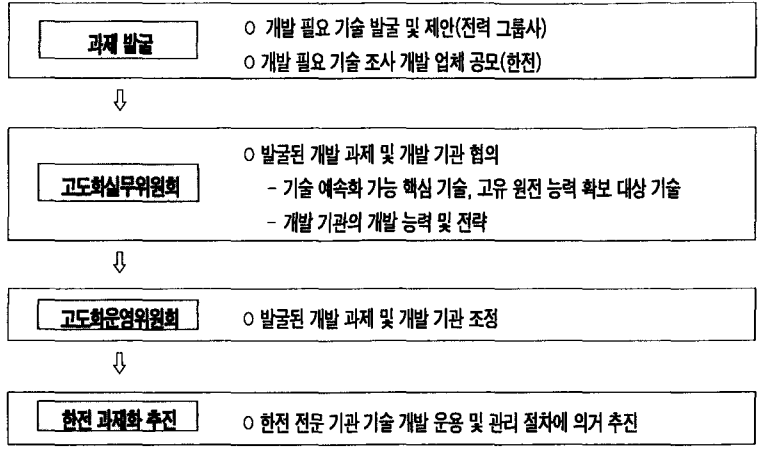 과제 발굴
ㅇ 개발 필요 기술 발굴 및 제안(전력 그룹사)
ㅇ 개발 필요 기술 조사 개발 업체 공모(한전)
⇩
고도화실무위원회
ㅇ 발굴된 개발 과제 및 개발 기관 협의
- 기술 예속화 가능 핵심 기술, 고유 원전 능력 확보 대상 기술
- 개발 기관의 개발 능력 및 전략
⇩
고도화운영위원회
ㅇ 발굴된 개발 과제 및 개발 기관 조정
⇩
한전 과제화 추진
ㅇ 한전 전문 기관 기술 개발 운용 및 관리 절차에 의거 추진